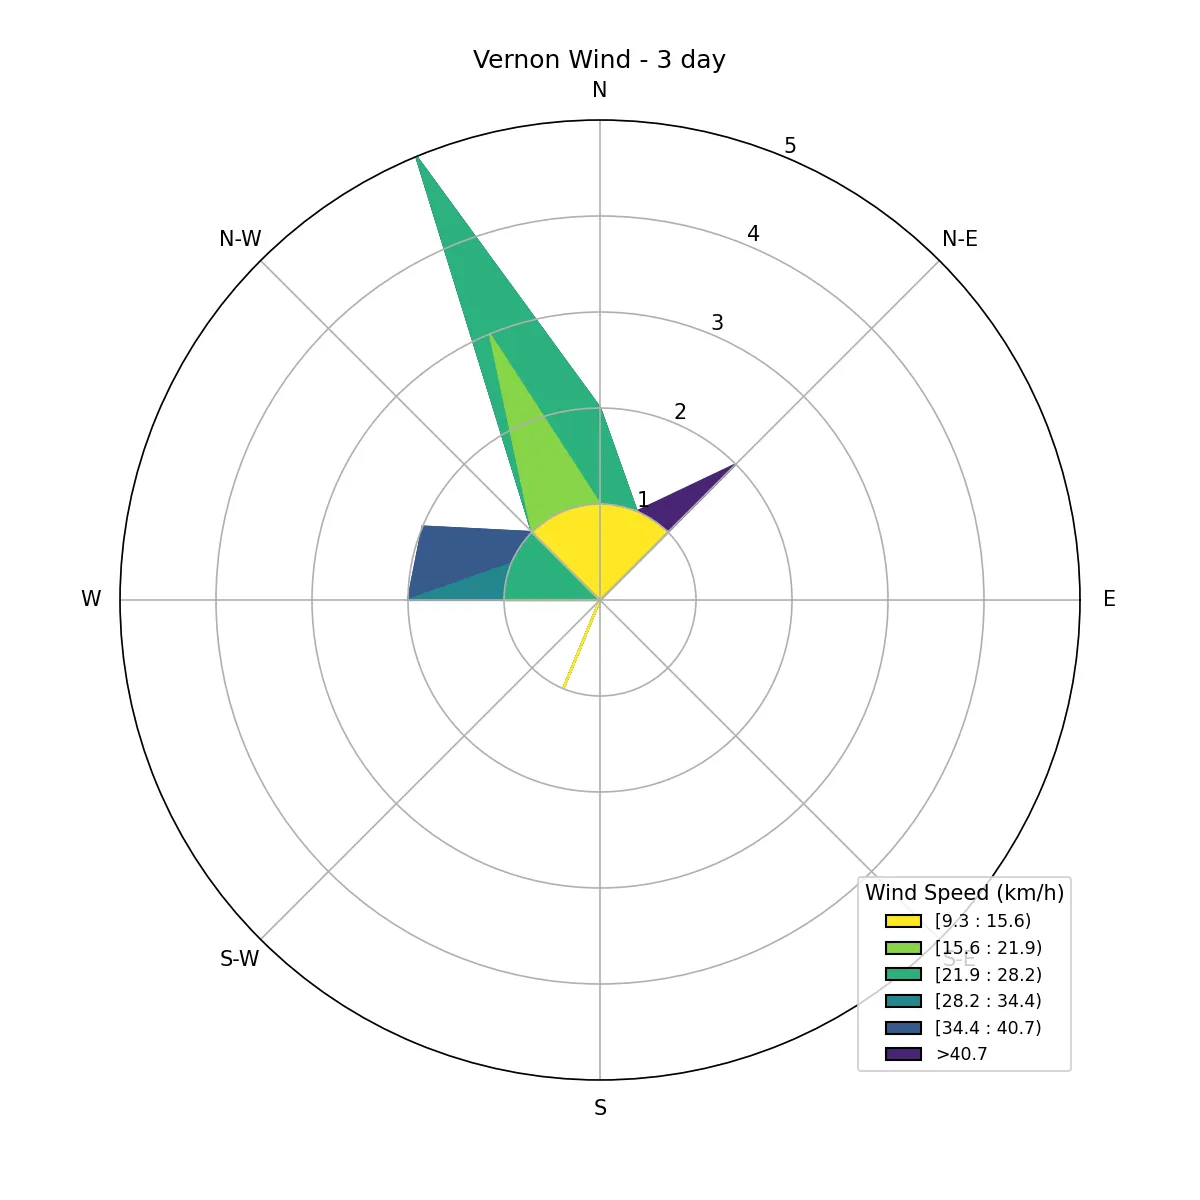 Vernon Wind - 3 day
N
5
N-W
N-E
4
3
2
1
W
E
Wind Speed (km/h)
[9.3 : 15.6)
[15.6 : 21.9)
S-W
S-E
[21.9 : 28.2)
[28.2 : 34.4)
[34.4 : 40.7)
>40.7
S